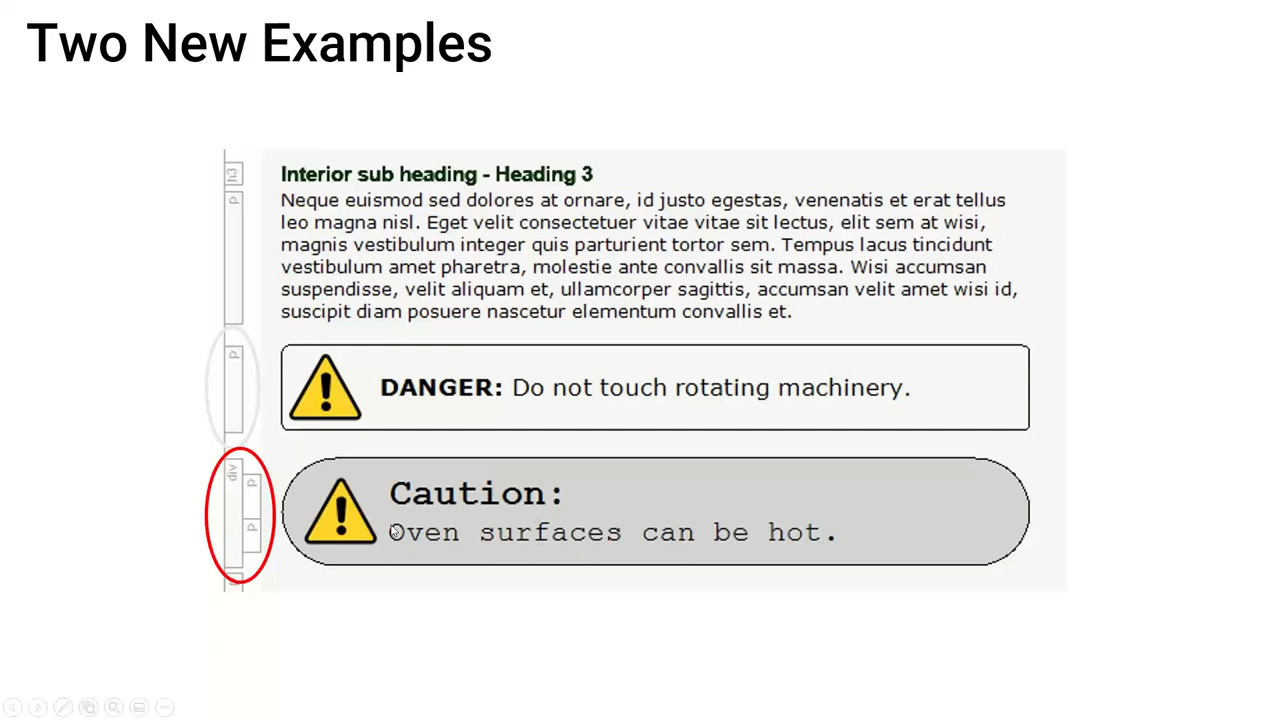 Two New Examples
h3
Interior sub heading - Heading 3
p
Neque euismod sed dolores at ornare, id justo egestas, venenatis et erat tellus
leo magna nisl. Eget velit consectetuer vitae vitae sit lectus, elit sem at wisi,
magnis vestibulum integer quis parturient tortor sem. Tempus lacus tincidunt
vestibulum amet pharetra, molestie ante convallis sit massa. Wisi accumsan
suspendisse, velit aliquam et, ullamcorper sagittis, accumsan velit amet wisi id,
suscipit diam posuere nascetur elementum convallis et.
p
DANGER: Do not touch rotating machinery.
div
p
Caution:
p
Oven surfaces can be hot.